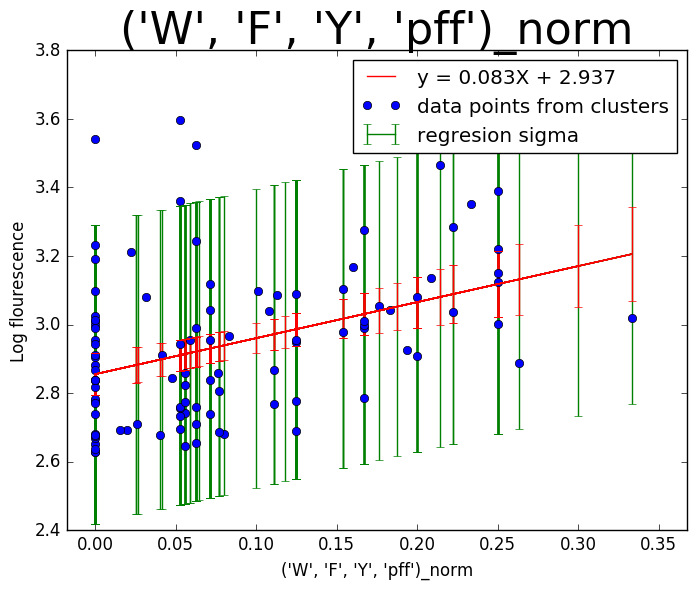 ('W', 'F', 'Y', 'pff')_norm
3.8
3.6
3.4
3.2
3.0
2.8
2.6
2.4
Log flourescence
y = 0.083X + 2.937
data points from clusters
regresion sigma
0.00 0.05 0.10 0.15 0.20 0.25 0.30 0.35
('W', 'F', 'Y', 'pff')_norm